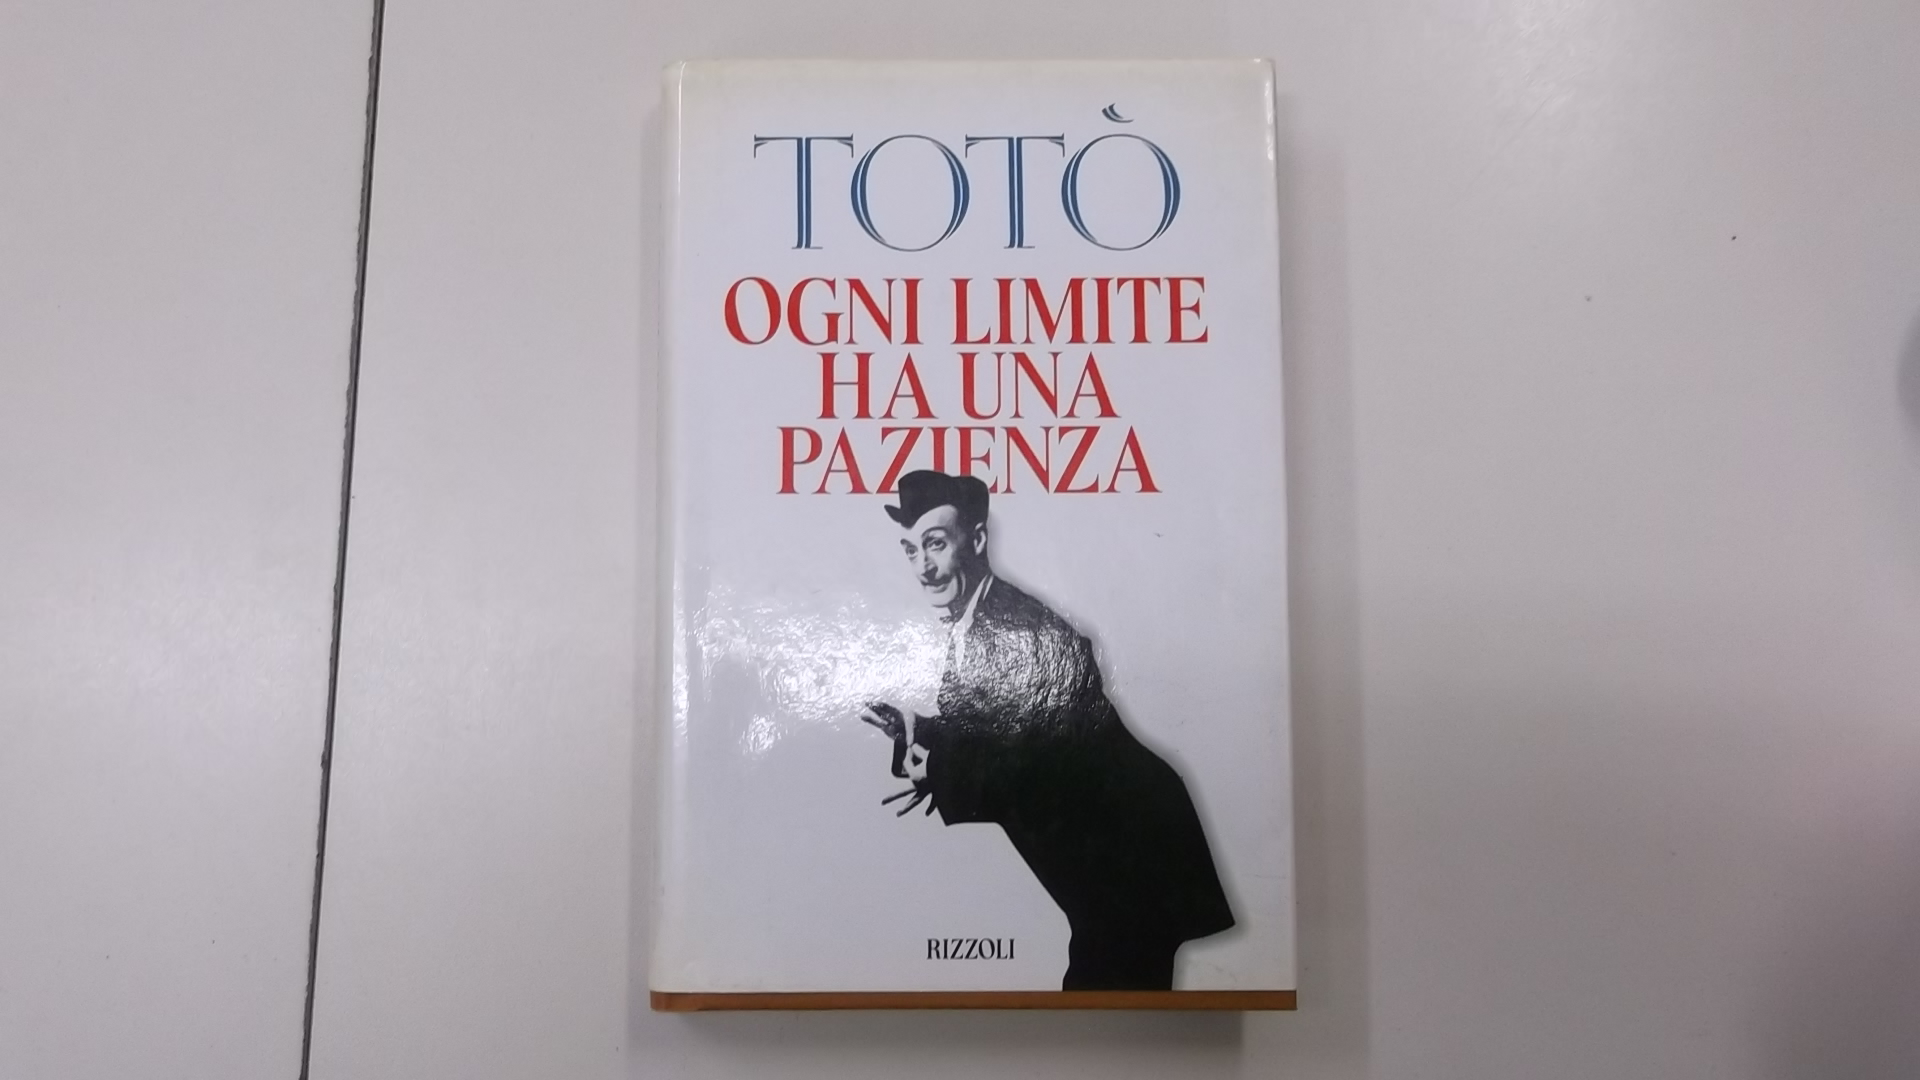 TOTÒ
OGNI LIMITE
HA UNA
PAZIENZA
RIZZOLI